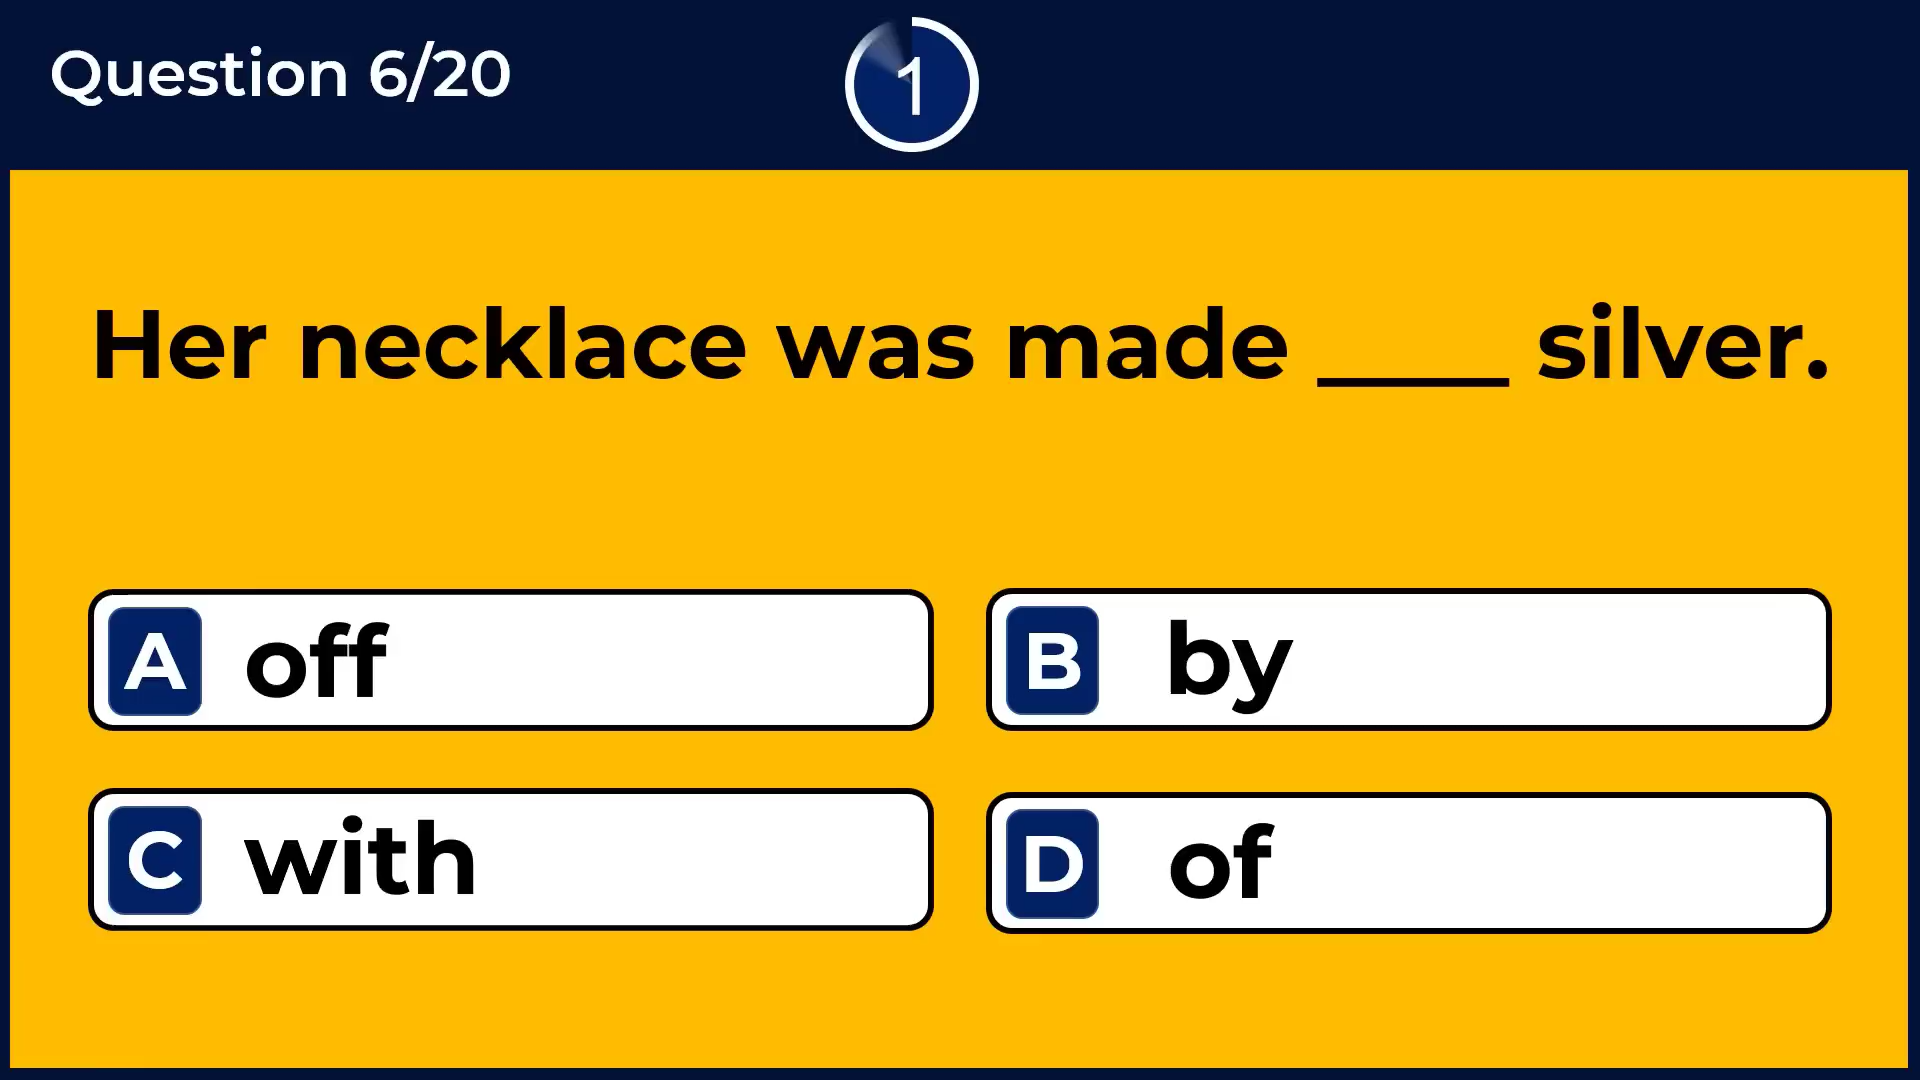 Question 6/20
1
Her necklace was made ____ silver.
A off
B by
C with
D of